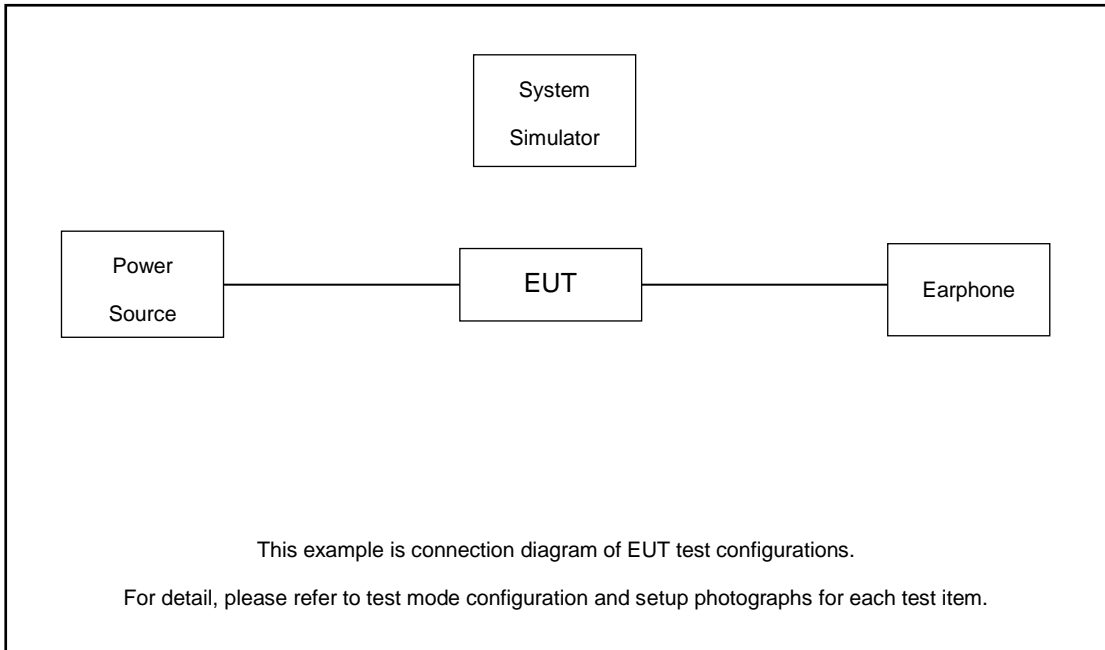 System
Simulator
Power
Source
EUT
Earphone
This example is connection diagram of EUT test configurations.
For detail, please refer to test mode configuration and setup photographs for each test item.